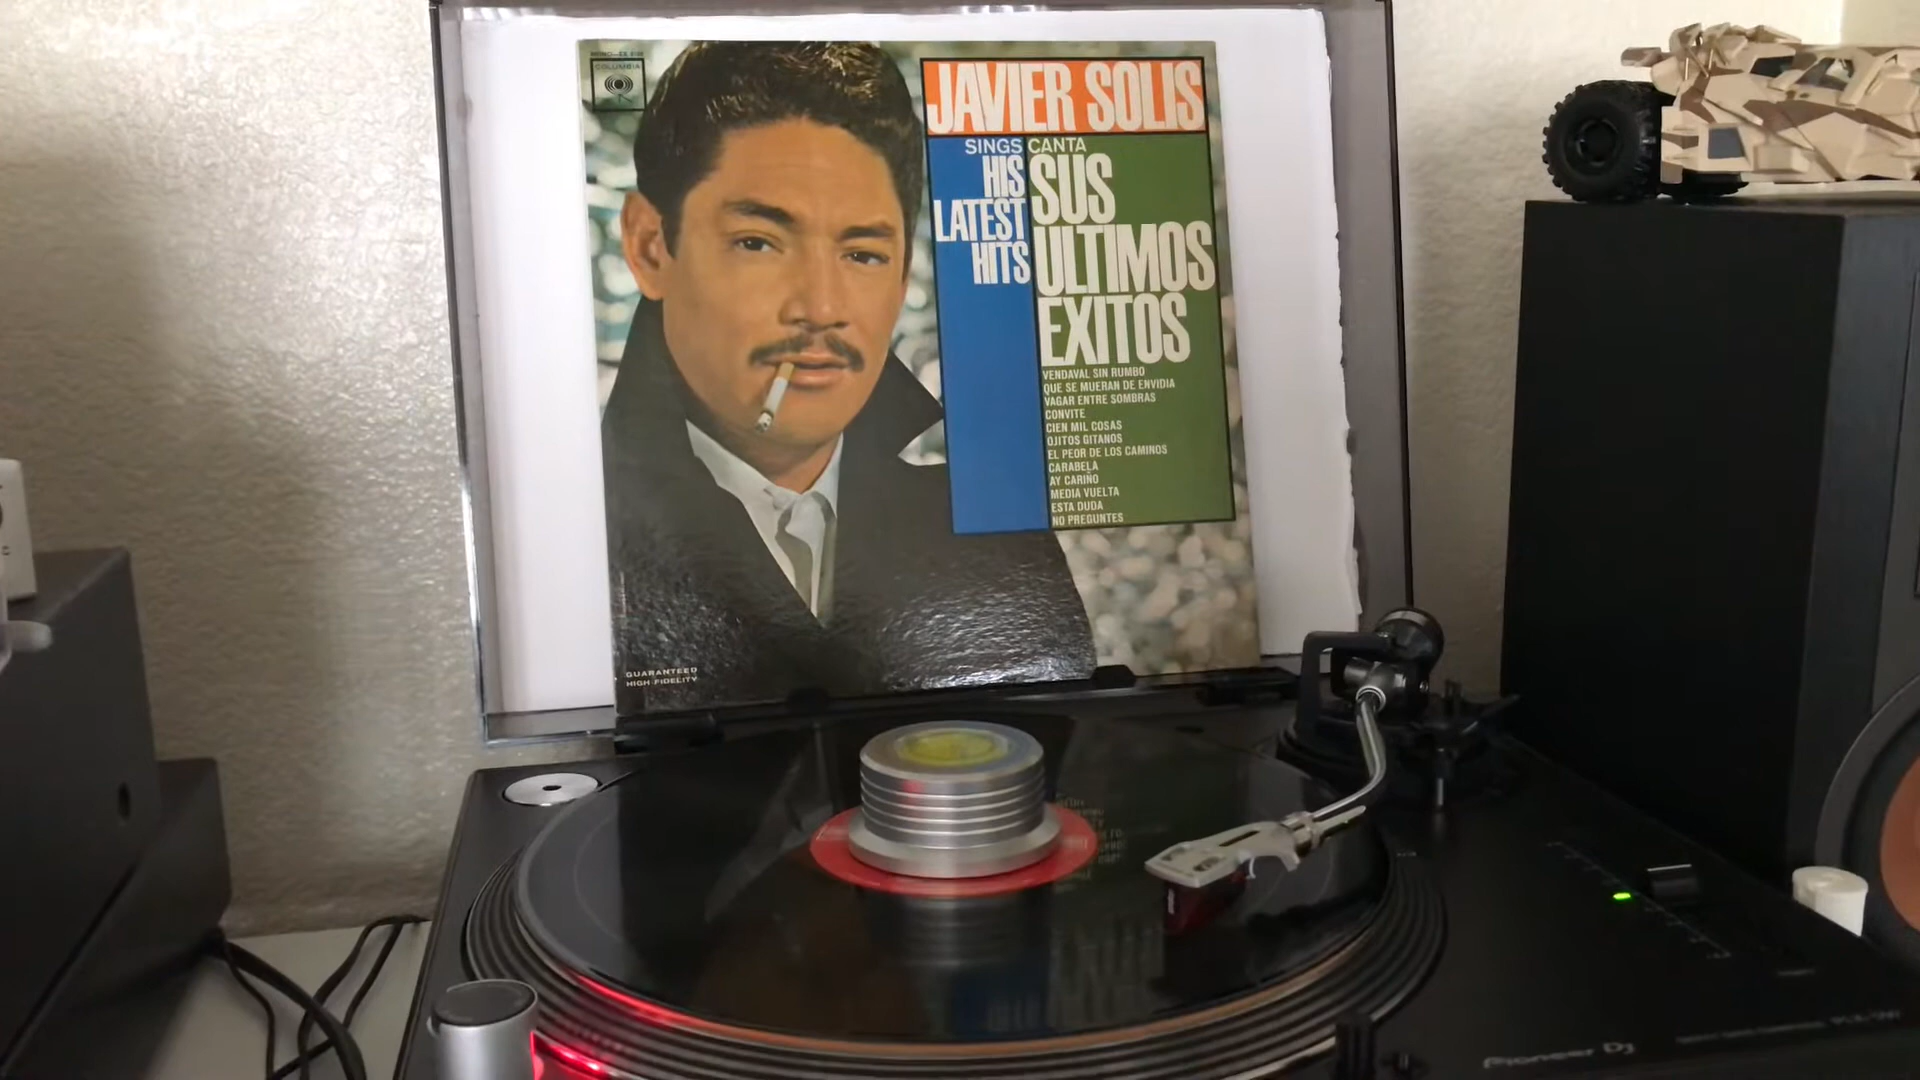 COLUMBIA
JAVIER SOLIS
SINGS
HIS
LATEST
HITS
CANTA
SUS
ULTIMOS
EXITOS
VENDAVAL SIN RUMBO
QUE SE MUERAN DE ENVIDIA
VAGAR ENTRE SOMBRAS
CONVITE
CIEN MIL COSAS
OJITOS GITANOS
EL PEOR DE LOS CAMINOS
CARABELA
AY CARIÑO
MEDIA VUELTA
ESTA DUDA
NO PREGUNTES
GUARANTEED
HIGH FIDELITY
Pioneer Dj